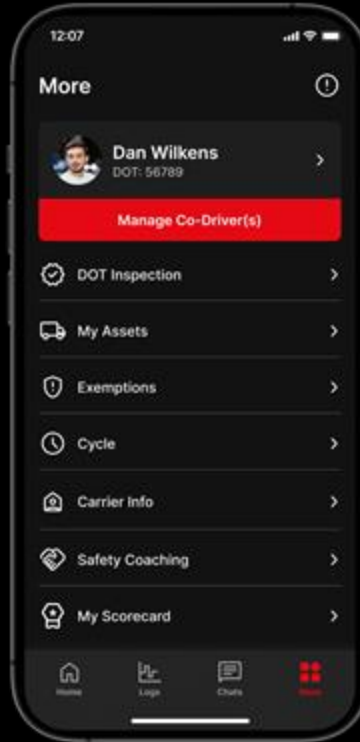 12:07
More
Dan Wilkens
DOT: 56789
Manage Co-Driver(s)
DOT Inspection
My Assets
Exemptions
Cycle
Carrier Info
Safety Coaching
My Scorecard
Home Logs Chats More